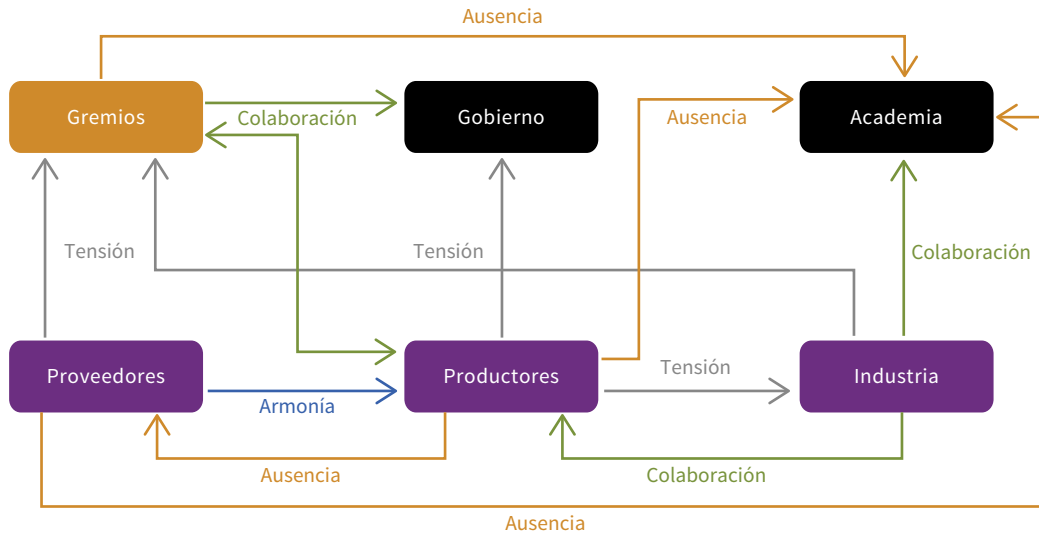 Ausencia
Gremios
Colaboración
Gobierno
Ausencia
Academia
Tensión
Tensión
Colaboración
Proveedores
Armonía
Productores
Tensión
Industria
Ausencia
Colaboración
Ausencia